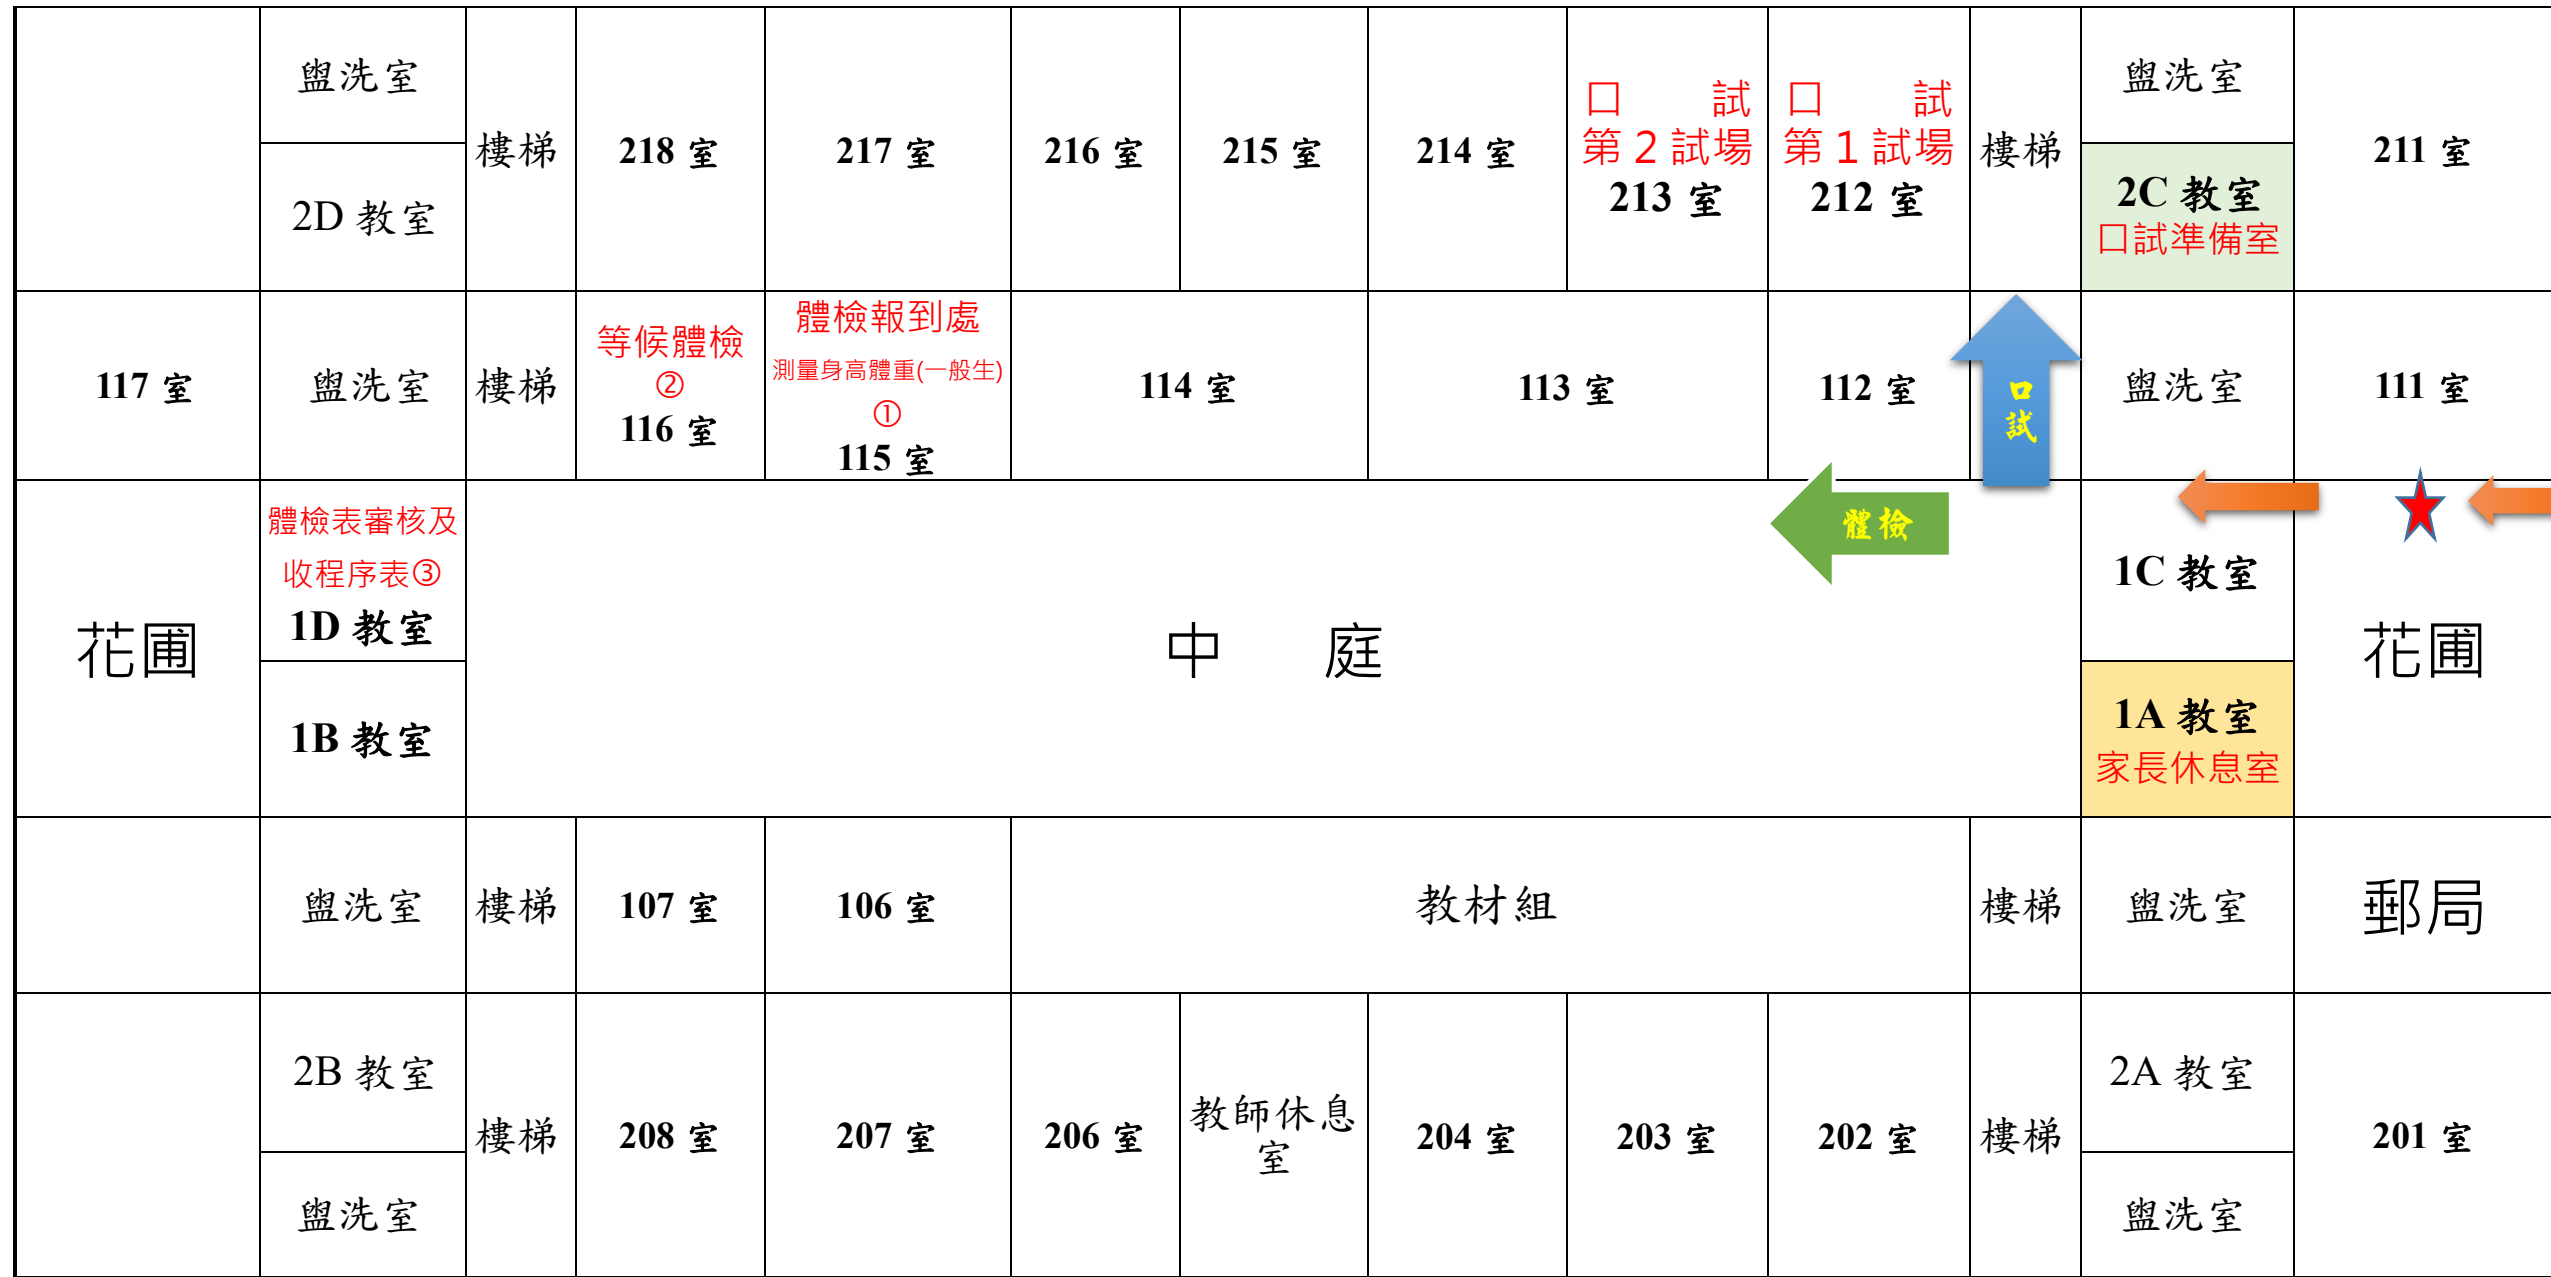 盥洗室
2D 教室
樓梯
218 室
217 室
216 室
215 室
214 室
口 試
第 2 試場
213 室
口 試
第 1 試場
212 室
樓梯
盥洗室
2C 教室
口試準備室
211 室
117 室
盥洗室
樓梯
等候體檢
②
116 室
體檢報到處
測量身高體重(一般生)
①
115 室
114 室
113 室
112 室
口試
盥洗室
111 室
花圃
體檢表審核及
收程序表③
1D 教室
1B 教室
體檢
中 庭
1C 教室
1A 教室
家長休息室
花圃
盥洗室
樓梯
107 室
106 室
教材組
樓梯
盥洗室
郵局
2B 教室
盥洗室
樓梯
208 室
207 室
206 室
教師休息
室
204 室
203 室
202 室
樓梯
2A 教室
盥洗室
201 室